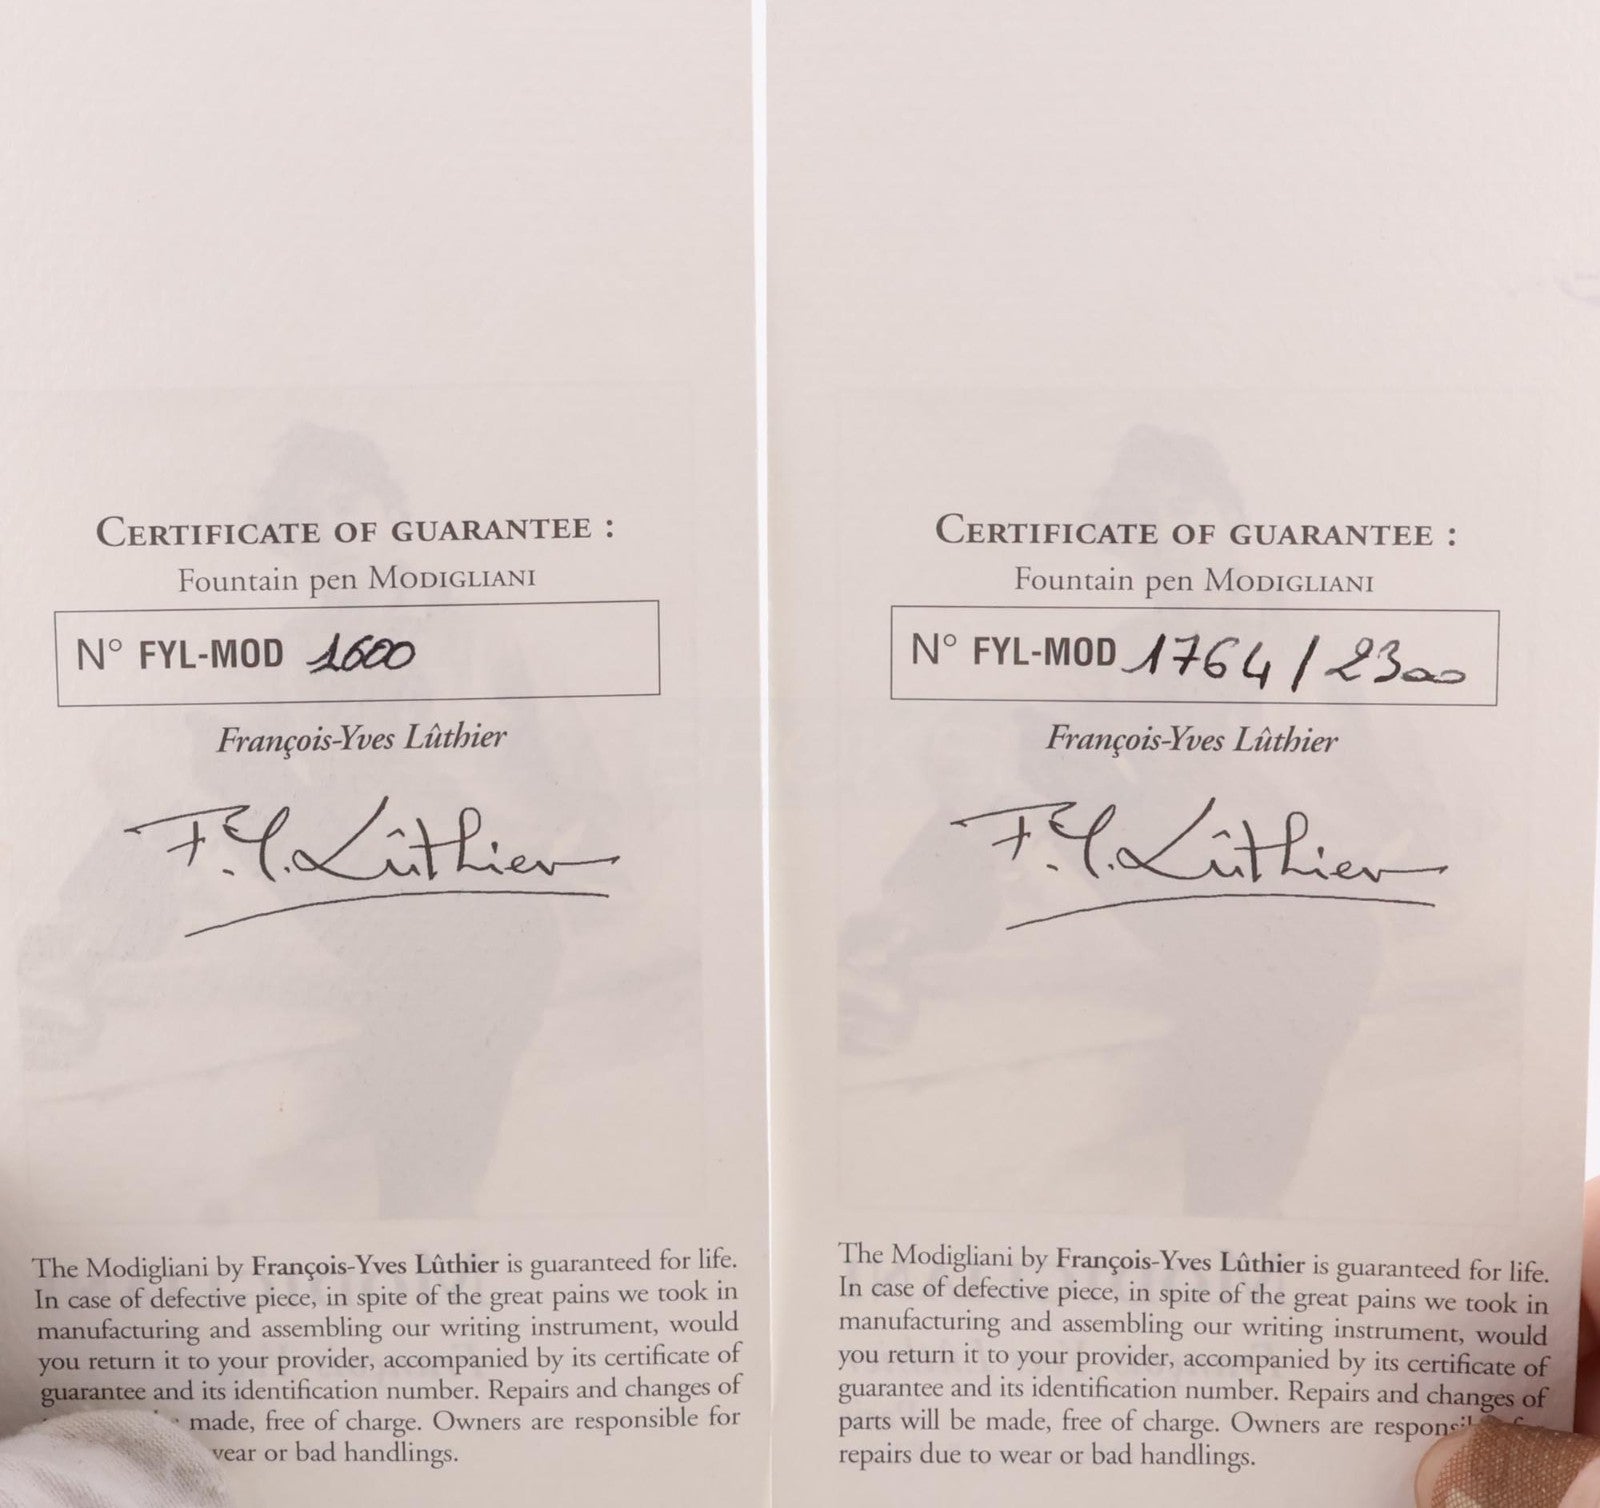 CERTIFICATE OF GUARANTEE :
Fountain pen MODIGLIANI
N° FYL-MOD 1600
François-Yves Lûthier
F.Y. Lûthier
The Modigliani by François-Yves Lûthier is guaranteed for life.
In case of defective piece, in spite of the great pains we took in
manufacturing and assembling our writing instrument, would
you return it to your provider, accompanied by its certificate of
guarantee and its identification number. Repairs and changes of
made, free of charge. Owners are responsible for
wear or bad handlings.
CERTIFICATE OF GUARANTEE :
Fountain pen MODIGLIANI
N° FYL-MOD 1764/2300
François-Yves Lûthier
F.Y. Lûthier
The Modigliani by François-Yves Lûthier is guaranteed for life.
In case of defective piece, in spite of the great pains we took in
manufacturing and assembling our writing instrument, would
you return it to your provider, accompanied by its certificate of
guarantee and its identification number. Repairs and changes of
parts will be made, free of charge. Owners are
repairs due to wear or bad handlings.